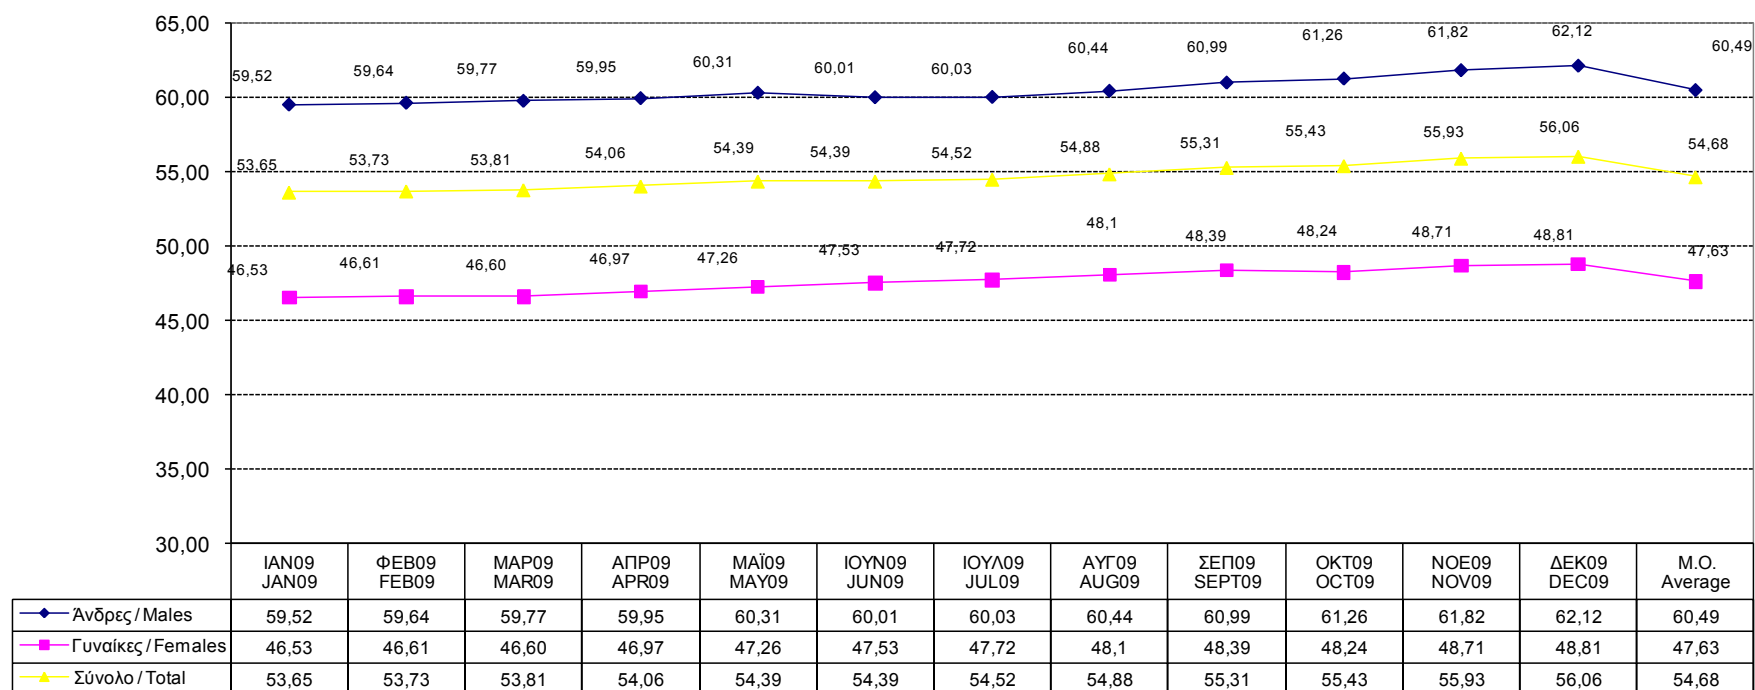 65,00
60,00
55,00
50,00
45,00
40,00
35,00
30,00
59,52 59,64 59,77 59,95 60,31 60,01 60,03 60,44 60,99 61,26 61,82 62,12 60,49
53,65 53,73 53,81 54,06 54,39 54,39 54,52 54,88 55,31 55,43 55,93 56,06 54,68
46,53 46,61 46,60 46,97 47,26 47,53 47,72 48,1 48,39 48,24 48,71 48,81 47,63
ΙΑΝ09 ΦΕΒ09 ΜΑΡ09 ΑΠΡ09 ΜΑΪ09 ΙΟΥΝ09 ΙΟΥΛ09 ΑΥΓ09 ΣΕΠ09 ΟΚΤ09 ΝΟΕ09 ΔΕΚ09 Μ.Ο.
JAN09 FEB09 MAR09 APR09 MAY09 JUN09 JUL09 AUG09 SEPT09 OCT09 NOV09 DEC09 Average
Άνδρες / Males 59,52 59,64 59,77 59,95 60,31 60,01 60,03 60,44 60,99 61,26 61,82 62,12 60,49
Γυναίκες / Females 46,53 46,61 46,60 46,97 47,26 47,53 47,72 48,1 48,39 48,24 48,71 48,81 47,63
Σύνολο / Total 53,65 53,73 53,81 54,06 54,39 54,39 54,52 54,88 55,31 55,43 55,93 56,06 54,68